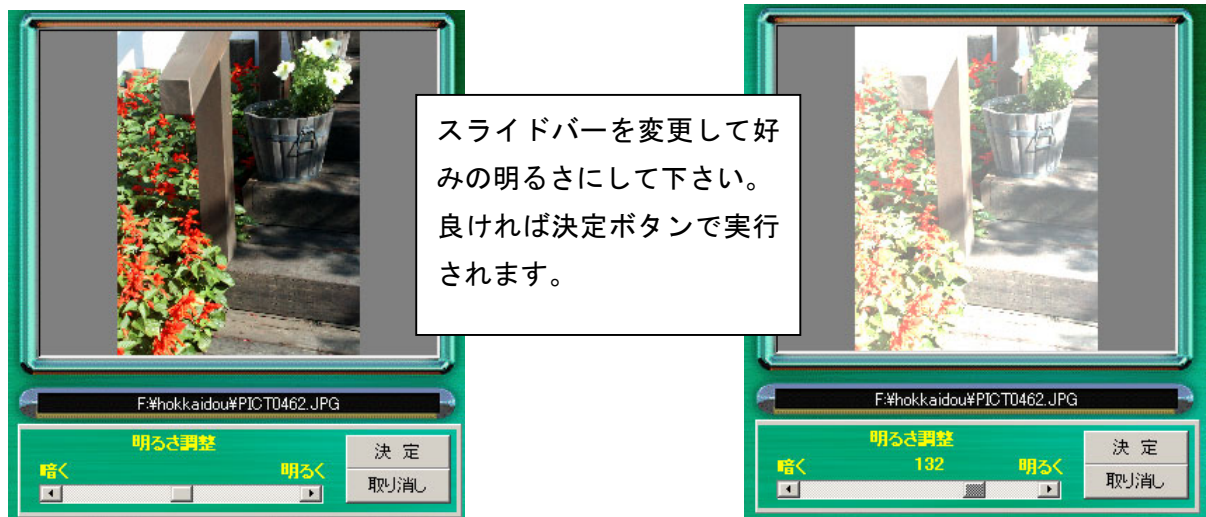 スライドバーを変更して好
みの明るさにして下さい。
良ければ決定ボタンで実行
されます。
F:¥hokkaidou¥PICT0462.JPG
明るさ調整
暗く 明るく
決 定
取り消し
F:¥hokkaidou¥PICT0462.JPG
明るさ調整
暗く 132 明るく
決 定
取り消し